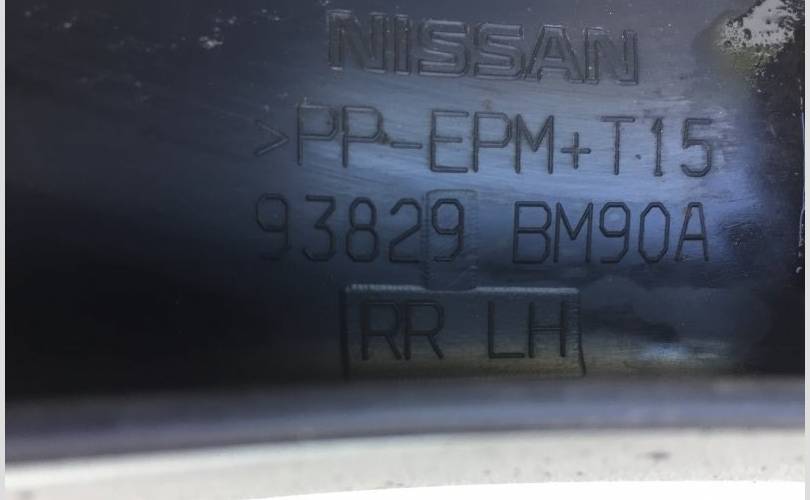 NISSAN
>PP-EPM+T15
93829 BM90A
RR LH